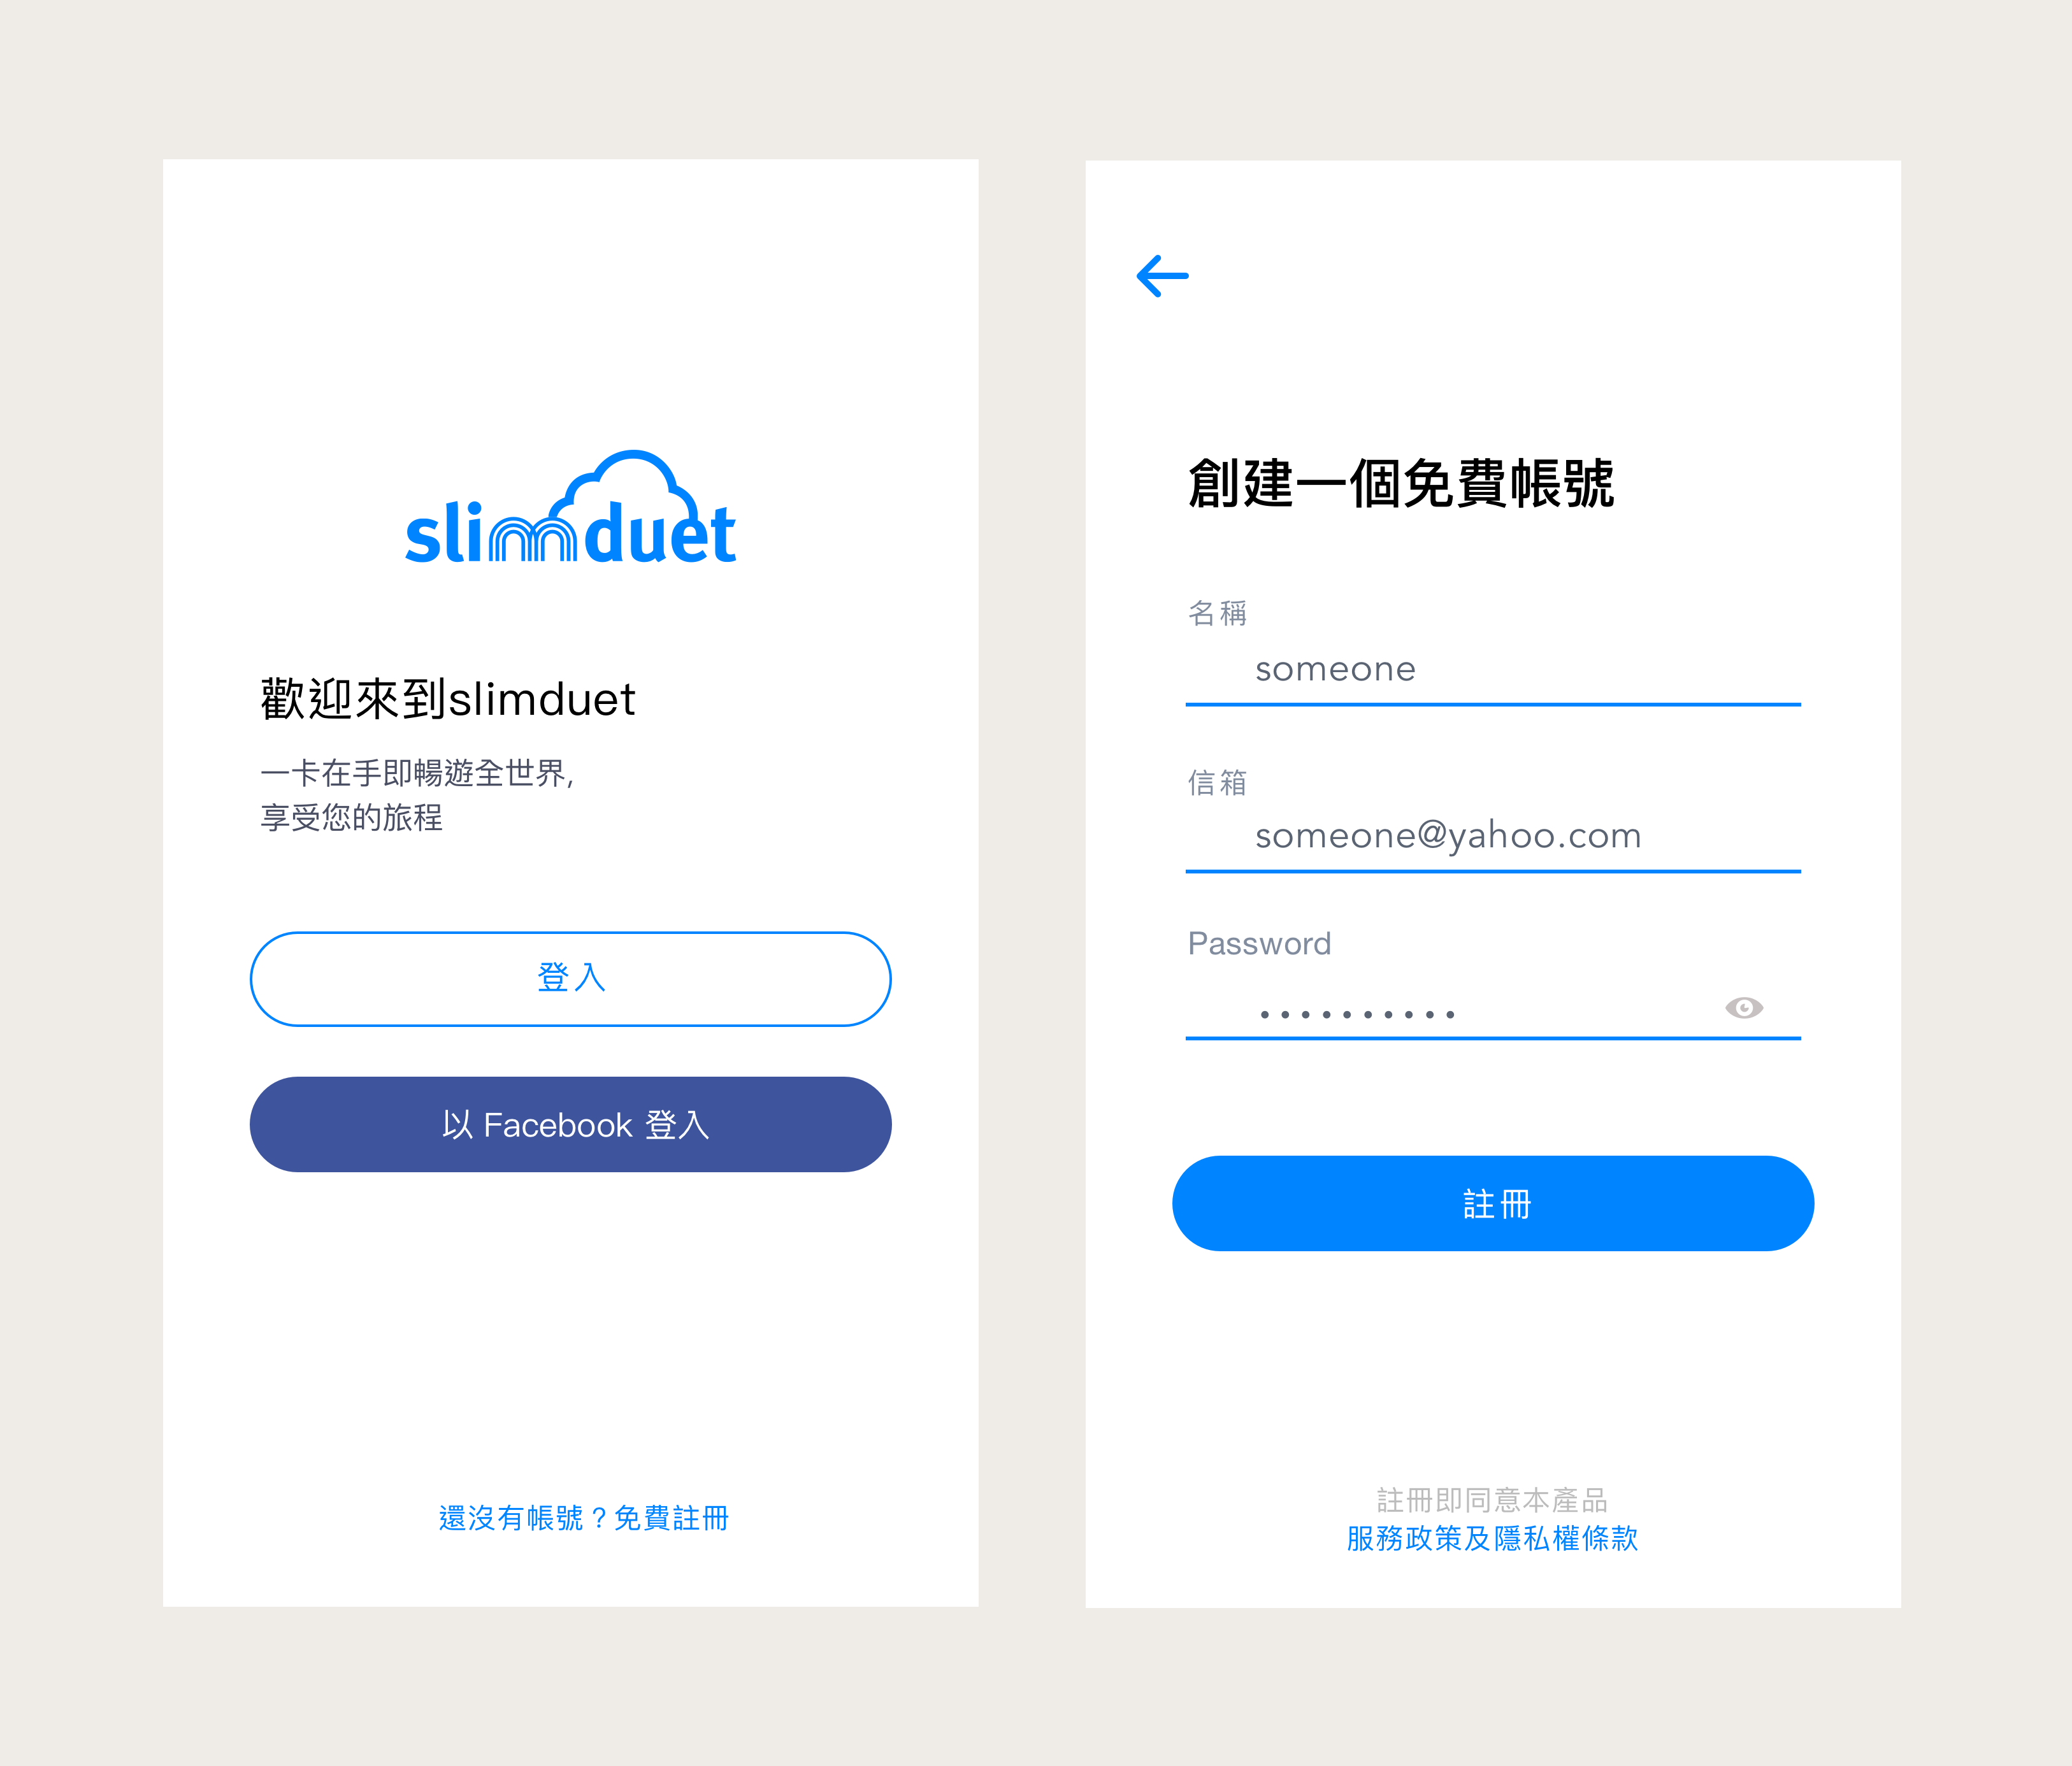 slimduet
歡迎來到slimduet
一卡在手即暢遊全世界,
享受您的旅程
登入
以 Facebook 登入
還沒有帳號？免費註冊
創建一個免費帳號
名稱
someone
信箱
someone@yahoo.com
Password
••••••••••
註冊
註冊即同意本產品
服務政策及隱私權條款